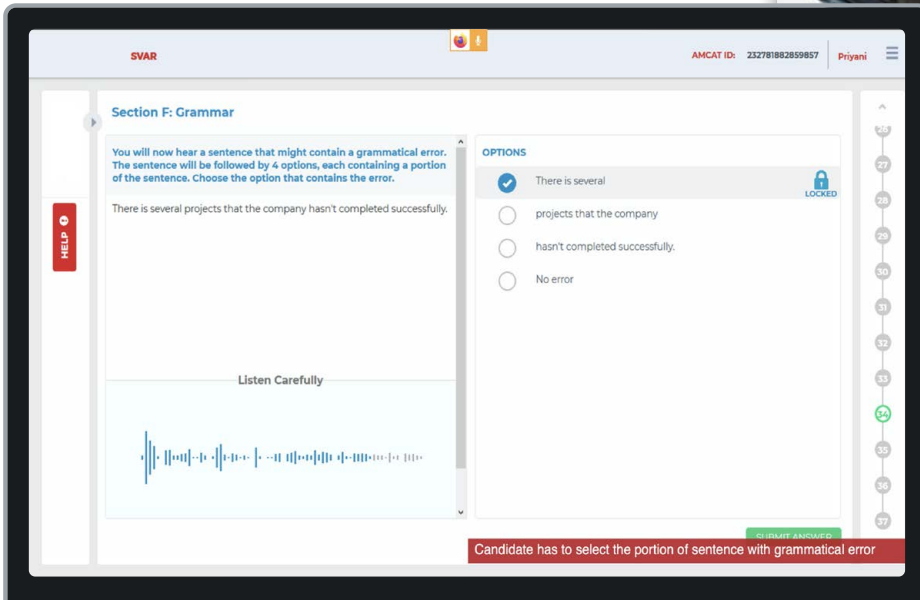 SVAR
AMCAT ID: 232781882859857
Priyani
Section F: Grammar
You will now hear a sentence that might contain a grammatical error.
The sentence will be followed by 4 options, each containing a portion
of the sentence. Choose the option that contains the error.
There is several projects that the company hasn't completed successfully.
HELP
Listen Carefully
OPTIONS
There is several
LOCKED
projects that the company
hasn't completed successfully.
No error
SUBMIT ANSWER
Candidate has to select the portion of sentence with grammatical error
26
27
28
29
30
31
32
33
34
35
36
37